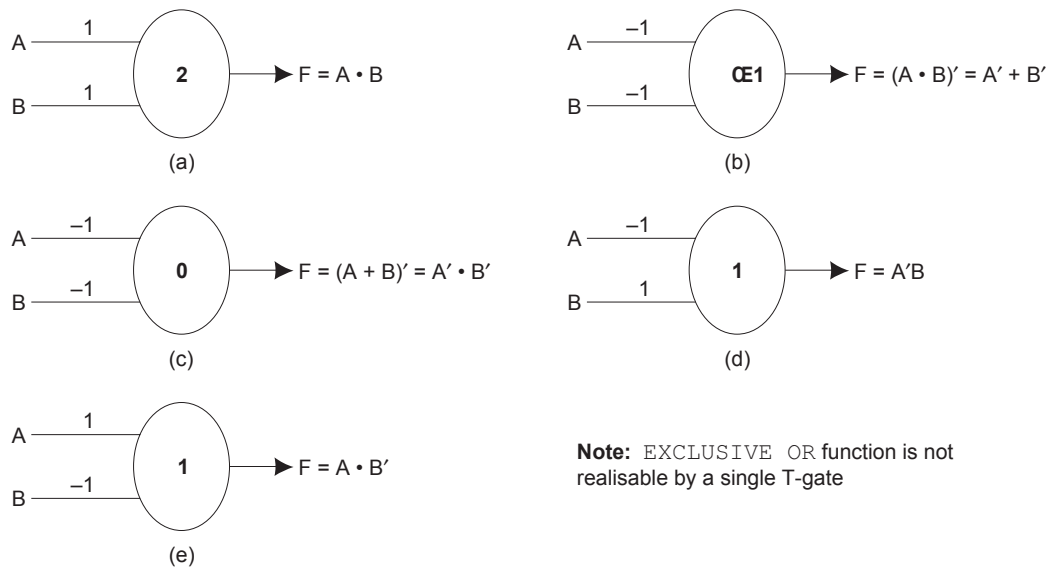 A 1
2
B 1
F = A • B
(a)
A –1
Œ1
B –1
F = (A • B)′ = A′ + B′
(b)
A –1
0
B –1
F = (A + B)′ = A′ • B′
(c)
A –1
1
B 1
F = A′B
(d)
A 1
1
B –1
F = A • B′
(e)
Note: EXCLUSIVE OR function is not
realisable by a single T-gate